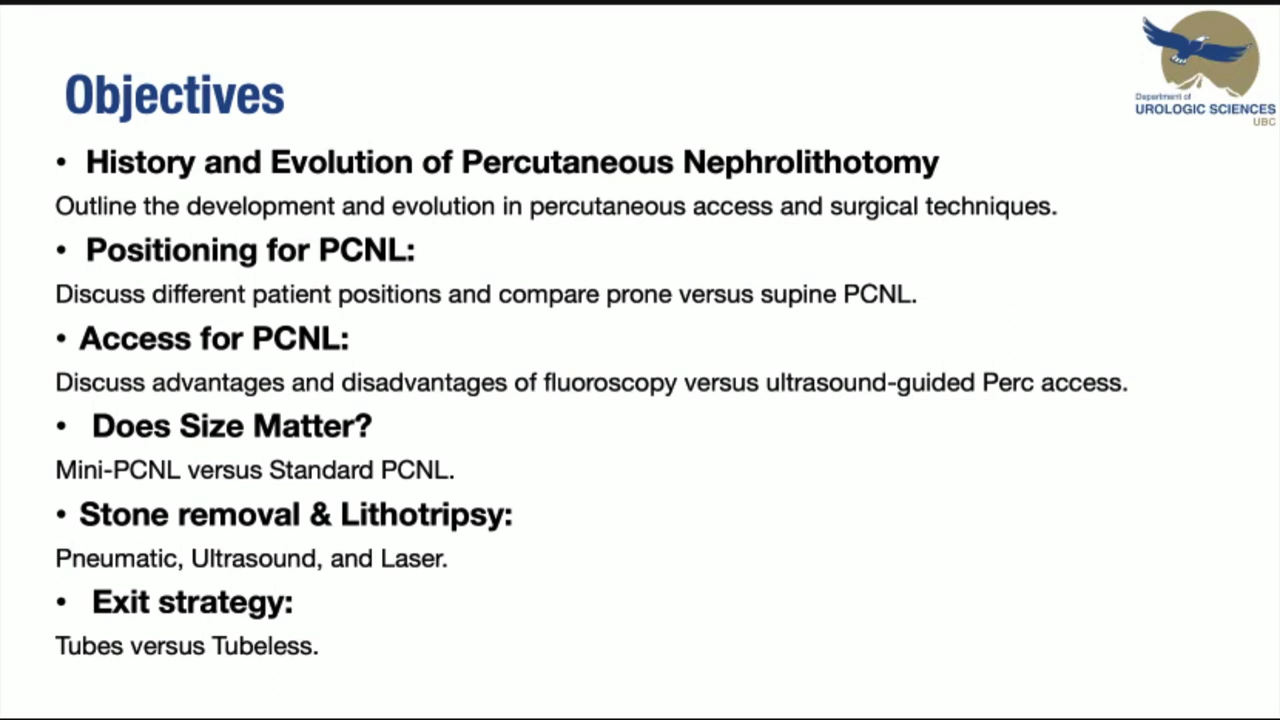 Department of
UROLOGIC SCIENCES
UBC
Objectives
• History and Evolution of Percutaneous Nephrolithotomy
Outline the development and evolution in percutaneous access and surgical techniques.
• Positioning for PCNL:
Discuss different patient positions and compare prone versus supine PCNL.
• Access for PCNL:
Discuss advantages and disadvantages of fluoroscopy versus ultrasound-guided Perc access.
• Does Size Matter?
Mini-PCNL versus Standard PCNL.
• Stone removal & Lithotripsy:
Pneumatic, Ultrasound, and Laser.
• Exit strategy:
Tubes versus Tubeless.